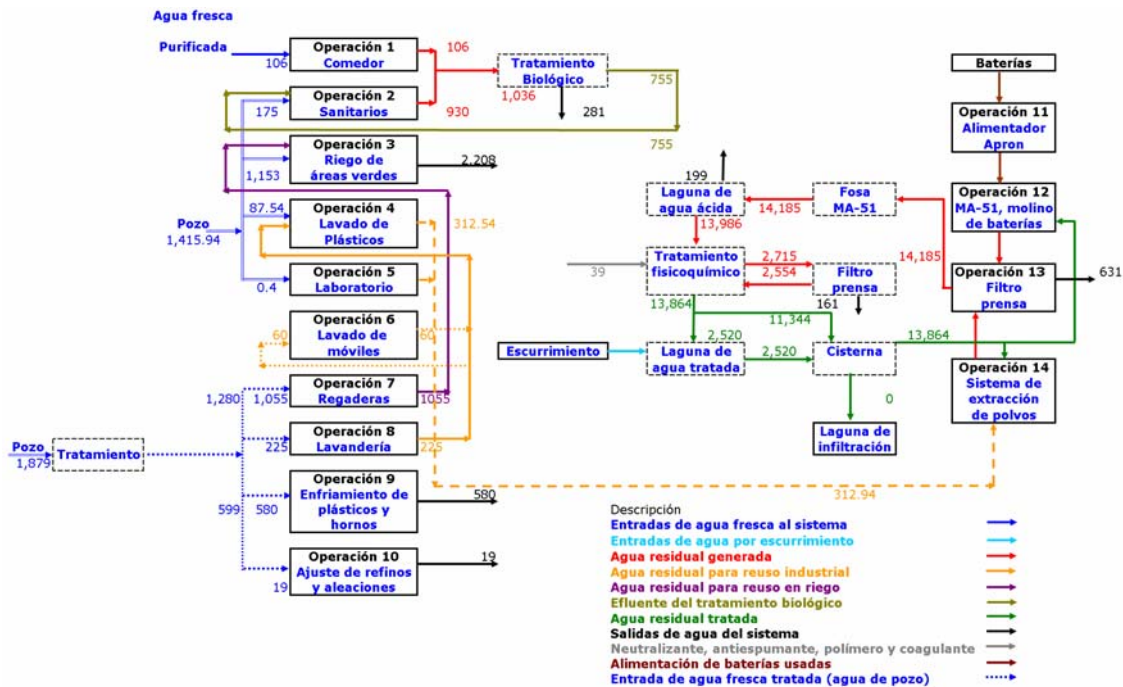 Agua fresca
Purificada
106
Operación 1
Comedor
106
Tratamiento
Biológico
755
1,036
281
Operación 2
Sanitarios
175
930
755
Operación 3
Riego de
áreas verdes
1,153
2.208
Pozo
1,415.94
87.54
Operación 4
Lavado de
Plásticos
312.54
0.4
Operación 5
Laboratorio
Operación 6
Lavado de
móviles
60
60
1,280
1,055
Operación 7
Regaderas
1055
225
Operación 8
Lavandería
225
Pozo
1,879
Tratamiento
599
580
Operación 9
Enfriamiento de
plásticos y
hornos
580
19
Operación 10
Ajuste de refinos
y aleaciones
19
Baterías
Operación 11
Alimentador
Apron
Operación 12
MA-51, molino
de baterías
Operación 13
Filtro
prensa
631
Operación 14
Sistema de
extracción
de polvos
199
Laguna de
agua ácida
14,185
Fosa
MA-51
14,185
13,986
39
Tratamiento
fisicoquímico
2,715
2,554
Filtro
prensa
161
13,864
11,344
2,520
Escurrimiento
Laguna de
agua tratada
2,520
Cisterna
13,864
0
Laguna de
infiltración
312.94
Descripción
Entradas de agua fresca al sistema
Entradas de agua por escurrimiento
Agua residual generada
Agua residual para reuso industrial
Agua residual para reuso en riego
Efluente del tratamiento biológico
Agua residual tratada
Salidas de agua del sistema
Neutralizante, antiespumante, polímero y coagulante
Alimentación de baterías usadas
Entrada de agua fresca tratada (agua de pozo)